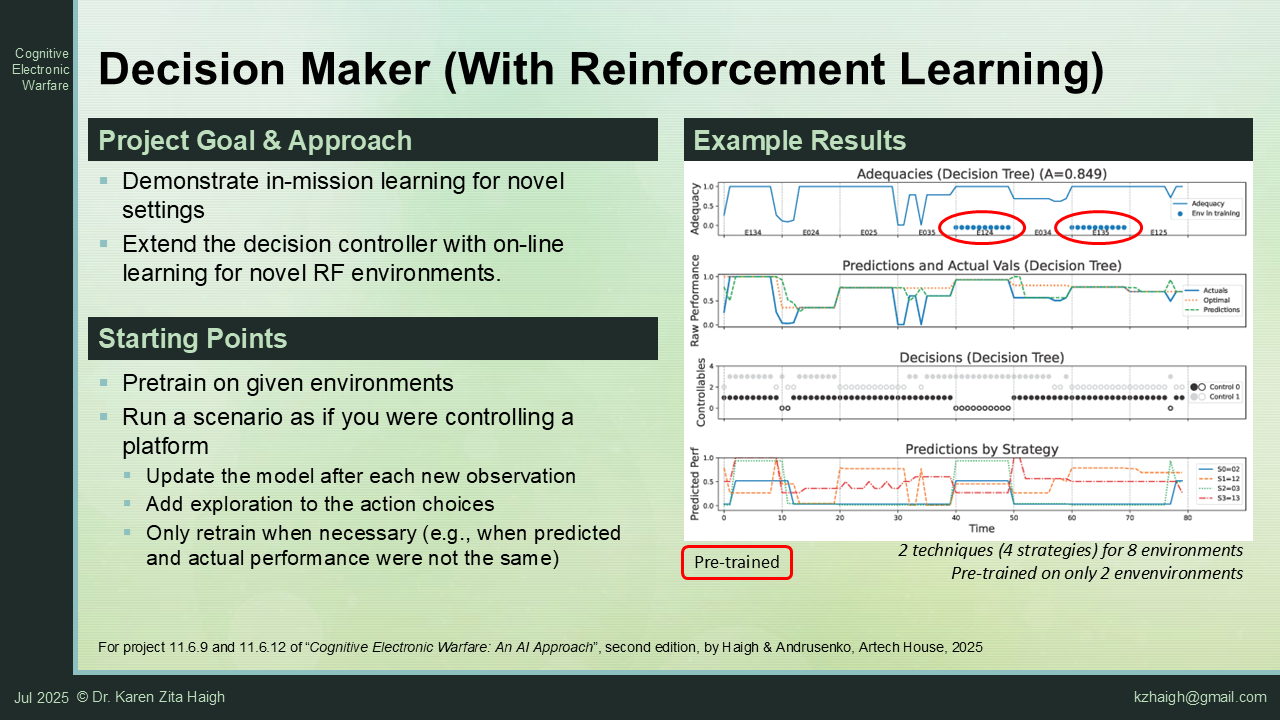 Cognitive
Electronic
Warfare
Decision Maker (With Reinforcement Learning)
Project Goal & Approach
Demonstrate in-mission learning for novel
settings
Extend the decision controller with on-line
learning for novel RF environments.
Starting Points
Pretrain on given environments
Run a scenario as if you were controlling a
platform
Update the model after each new observation
Add exploration to the action choices
Only retrain when necessary (e.g., when predicted
and actual performance were not the same)
Example Results
Adequacies (Decision Tree) (A=0.849)
Adequacy
1.0
0.5
0.0
E134 E024 E025 E035 E124 E034 E135 E125
Adequacy
Env in training
Predictions and Actual Vals (Decision Tree)
Raw Performance
1.0
0.5
0.0
Actuals
Optimal
Predictions
Decisions (Decision Tree)
Controllables
4
2
0
Control 0
Control 1
Predictions by Strategy
Predicted Perf
1.0
0.5
0.0
S0=02
S1=12
S2=03
S3=13
0 10 20 30 40 50 60 70 80
Time
Pre-trained
2 techniques (4 strategies) for 8 environments
Pre-trained on only 2 envenvironments
For project 11.6.9 and 11.6.12 of “Cognitive Electronic Warfare: An AI Approach”, second edition, by Haigh & Andrusenko, Artech House, 2025
Jul 2025 © Dr. Karen Zita Haigh
kzhaigh@gmail.com